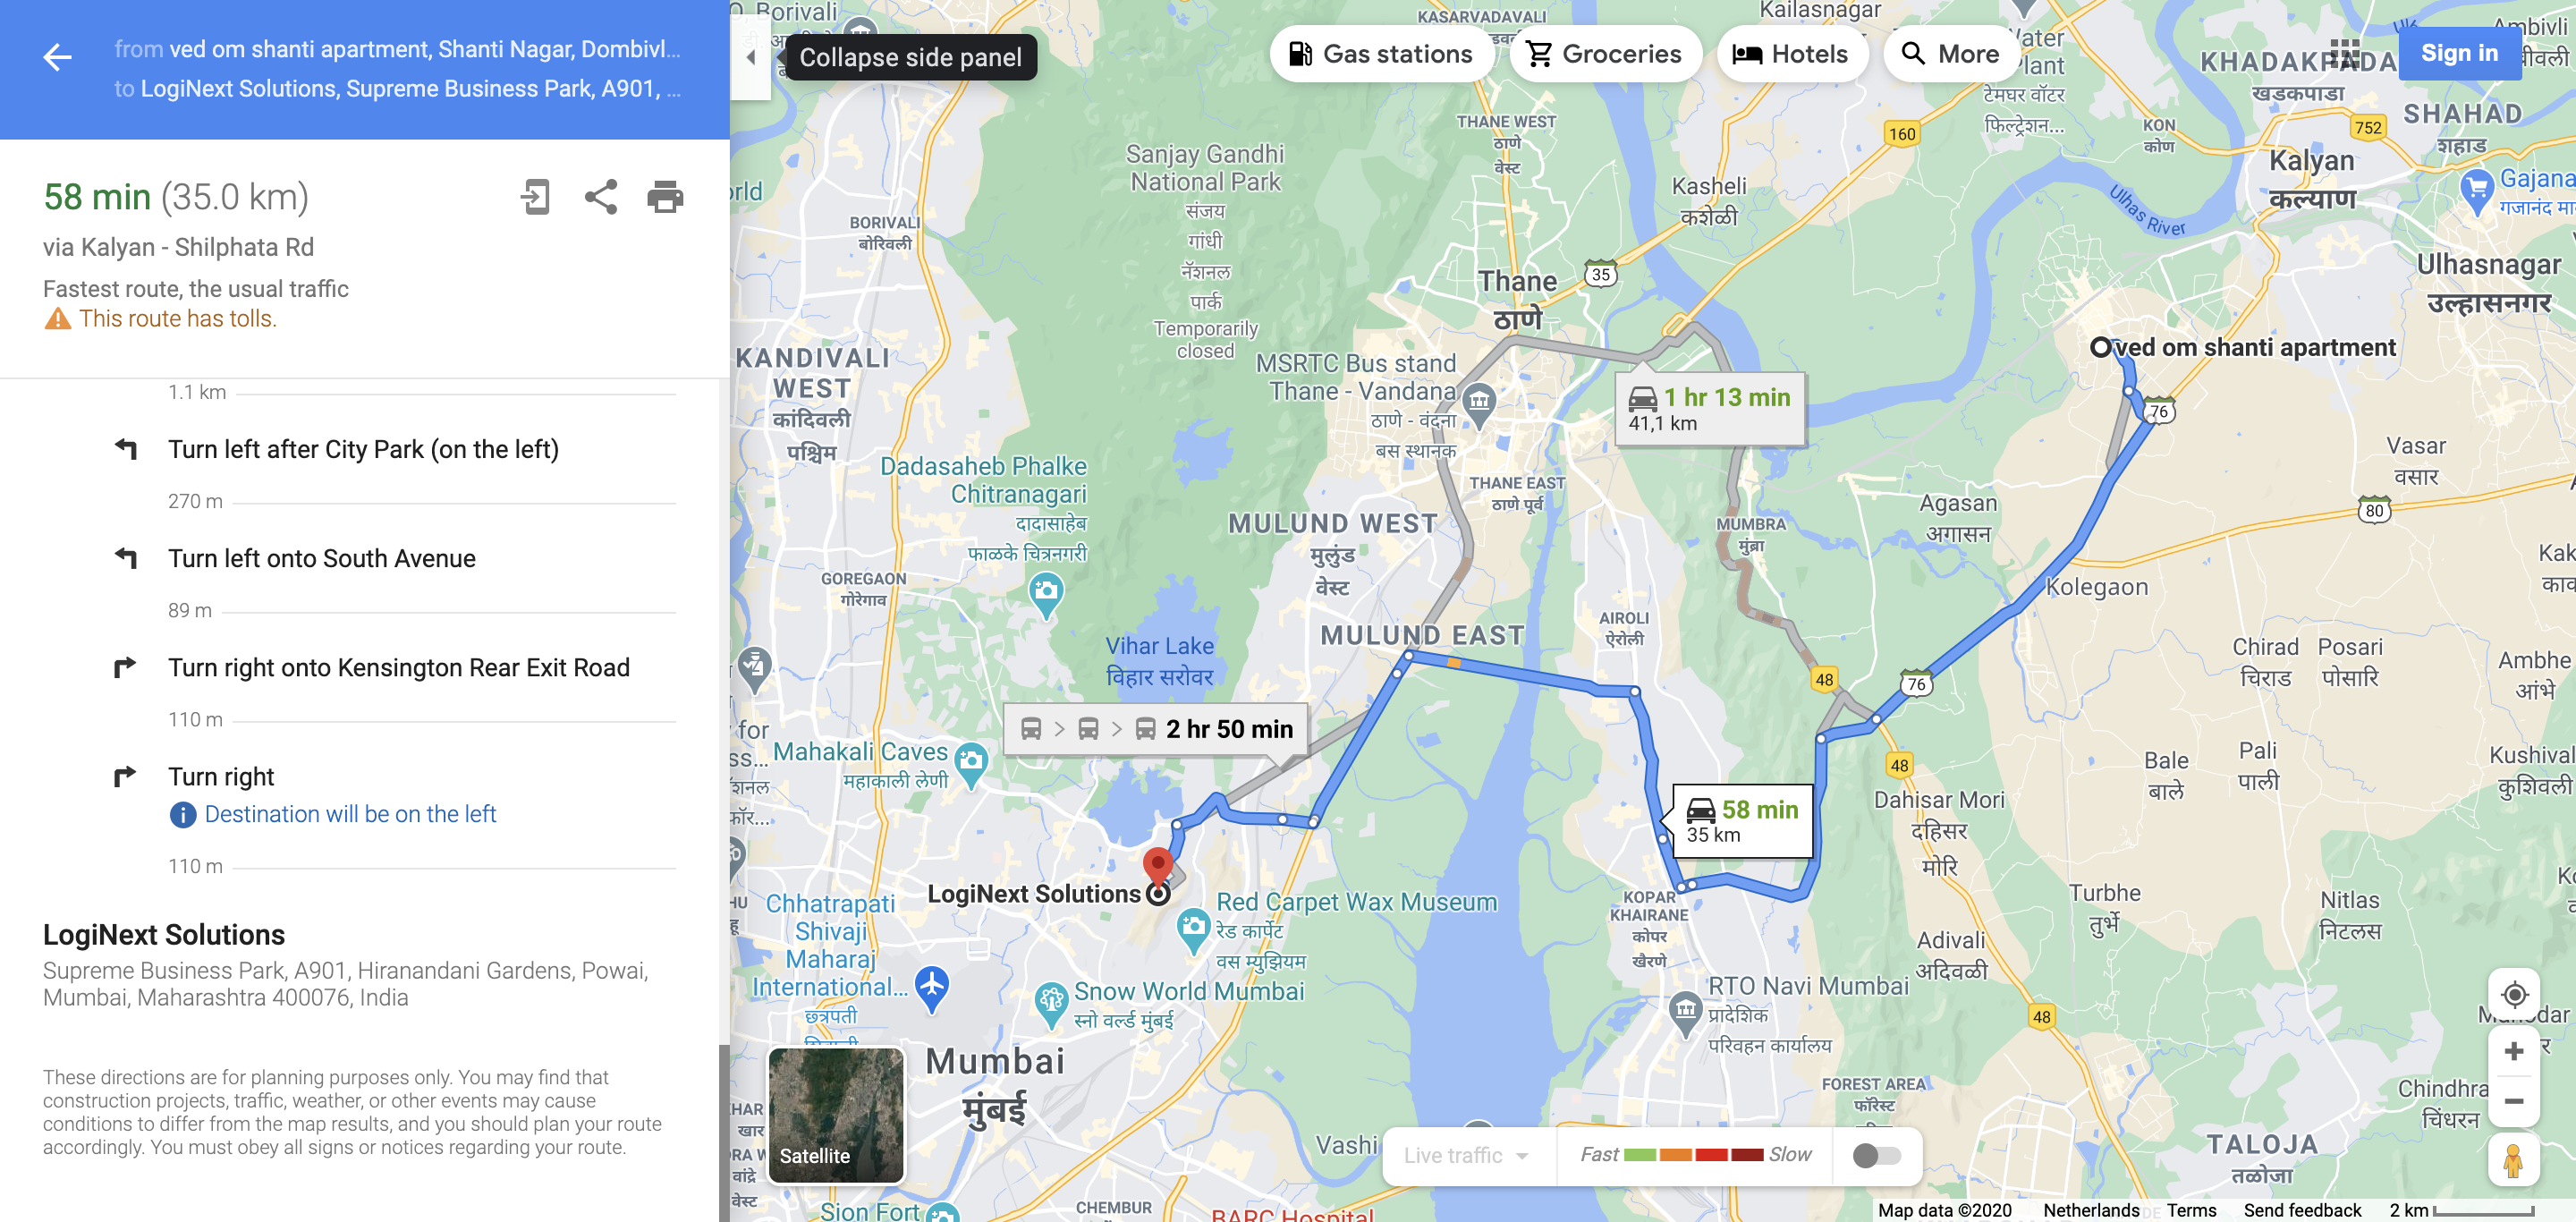 from ved om shanti apartment, Shanti Nagar, Dombivl...
to LogiNext Solutions, Supreme Business Park, A901, ...
58 min (35.0 km)
via Kalyan - Shilphata Rd
Fastest route, the usual traffic
This route has tolls.
1.1 km
Turn left after City Park (on the left)
270 m
Turn left onto South Avenue
89 m
Turn right onto Kensington Rear Exit Road
110 m
Turn right
Destination will be on the left
110 m
LogiNext Solutions
Supreme Business Park, A901, Hiranandani Gardens, Powai,
Mumbai, Maharashtra 400076, India
These directions are for planning purposes only. You may find that
construction projects, traffic, weather, or other events may cause
conditions to differ from the map results, and you should plan your route
accordingly. You must obey all signs or notices regarding your route.
Collapse side panel
Gas stations
Groceries
Hotels
More
Sign in
Borivali
KASARVADAVALI
Kailasnagar
Ambivli
Water
Plant
टेमघर वॉटर
फिल्ट्रेशन...
KHADAKPADA
खडकपाडा
SHAHAD
शहाड
752
160
KON
कोण
Kalyan
कल्याण
Gajana
गजानंद मा
Ulhas River
Ulhasnagar
उल्हासनगर
THANE WEST
ठाणे
वेस्ट
Kasheli
कशेळी
Sanjay Gandhi
National Park
संजय
गांधी
नॅशनल
पार्क
Temporarily
closed
BORIVALI
बोरिवली
Thane
ठाणे
35
KANDIVALI
WEST
कांदिवली
पश्चिम
MSRTC Bus stand
Thane - Vandana
ठाणे - वंदना
बस स्थानक
1 hr 13 min
41,1 km
ved om shanti apartment
76
Vasar
वसार
80
Agasan
अगासन
Dadasaheb Phalke
Chitranagari
दादासाहेब
फाळके चित्रनगरी
THANE EAST
ठाणे पूर्व
MULUND WEST
मुलुंड
वेस्ट
MUMBRA
मुंब्रा
GOREGAON
गोरेगाव
Kolegaon
AIROLI
ऐरोली
MULUND EAST
Vihar Lake
विहार सरोवर
Chirad
चिराड
Posari
पोसारि
Ambhe
आंभे
48
76
2 hr 50 min
Mahakali Caves
महाकाली लेणी
48
Bale
बाले
Pali
पाली
Kushival
कुशिवली
58 min
35 km
Dahisar Mori
दहिसर
मोरि
LogiNext Solutions
Red Carpet Wax Museum
रेड कार्पेट
वस म्युझियम
KOPAR
KHAIRANE
कोपर
खैरणे
Turbhe
तुर्भे
Nitlas
निटलस
Adivali
अदिवळी
Chhatrapati
Shivaji
Maharaj
International...
छत्रपती
Snow World Mumbai
स्नो वर्ल्ड मुंबई
RTO Navi Mumbai
प्रादेशिक
परिवहन कार्यालय
48
Mumbai
मुंबई
FOREST AREA
फॉरेस्ट
Chindhra
चिंधरन
TALOJA
तळोजा
Satellite
Vashi
Live traffic
Fast
Slow
Sion Fort
CHEMBUR
चेंबूर
BARC Hospital
Map data ©2020
Netherlands
Terms
Send feedback
2 km